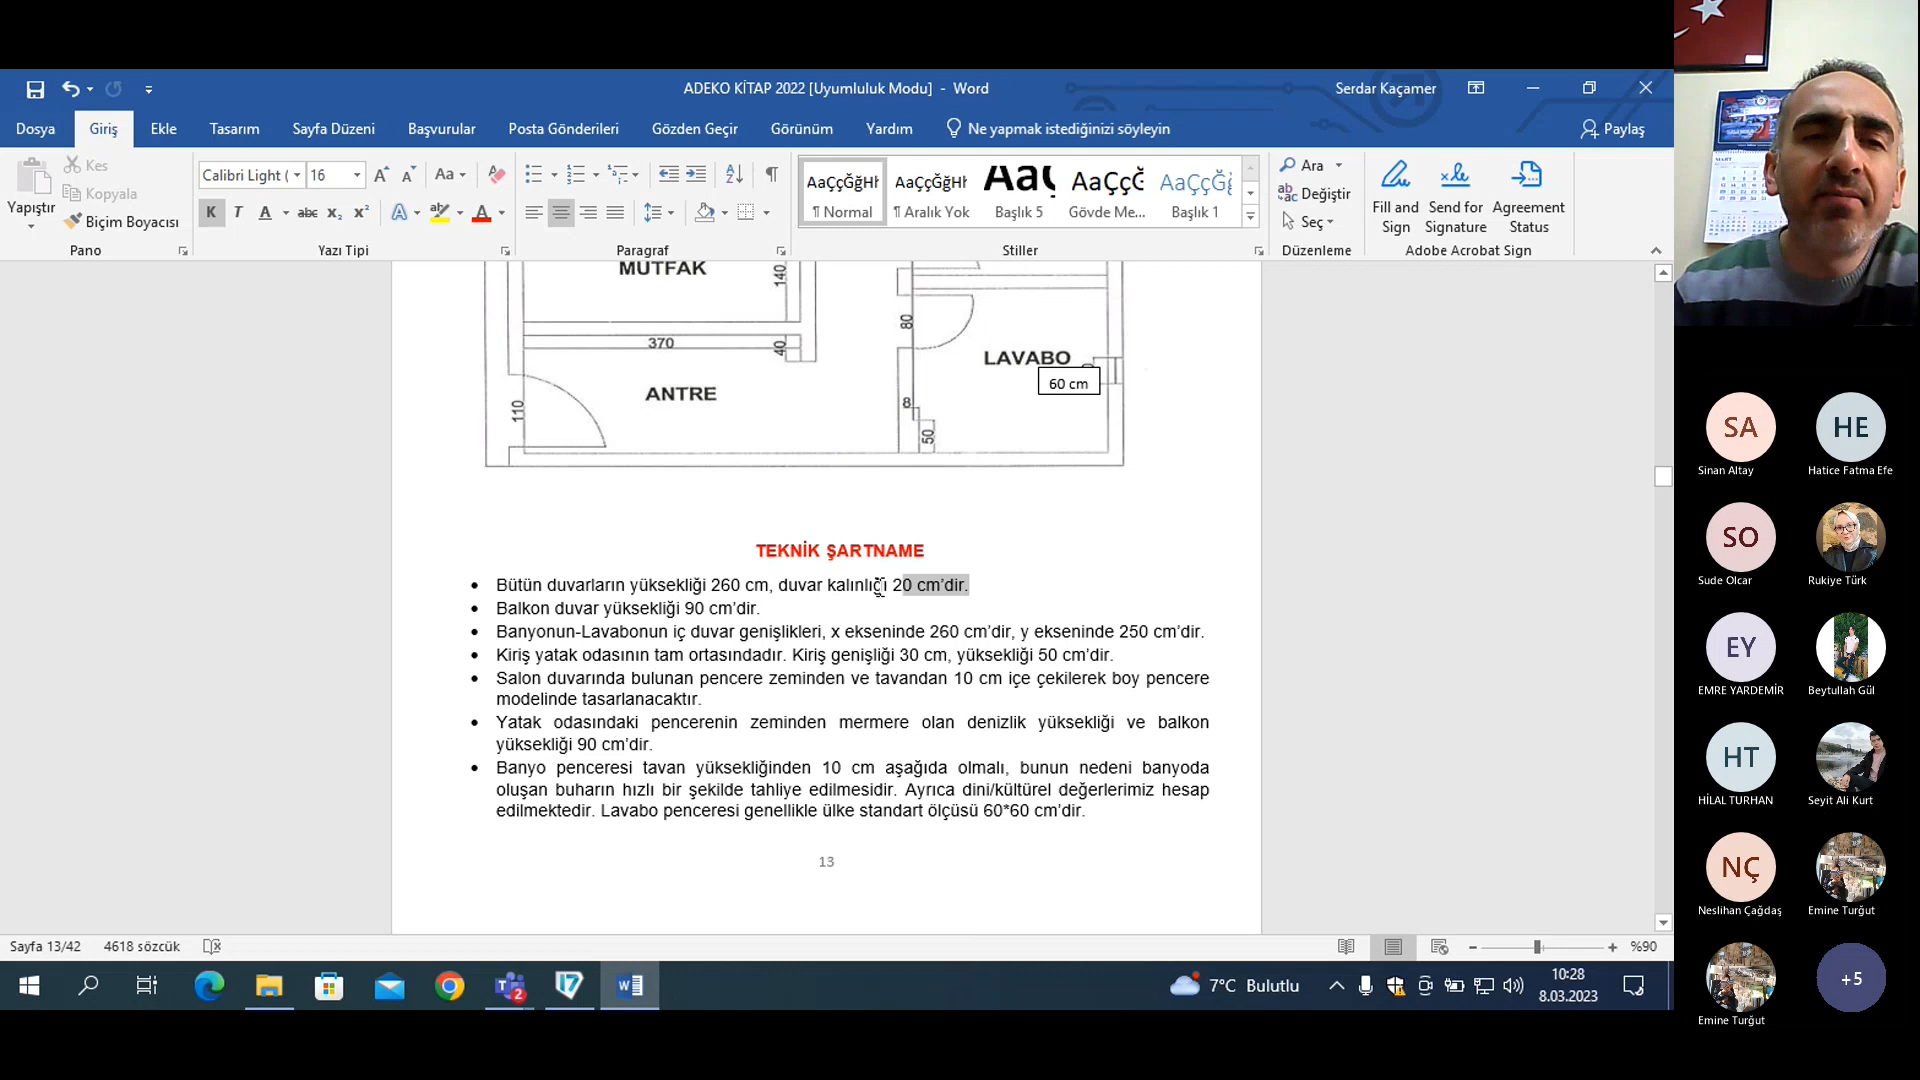 ADEKO KİTAP 2022 [Uyumluluk Modu] - Word
Serdar Kaçamer
Dosya Giriş Ekle Tasarım Sayfa Düzeni Başvurular Posta Gönderileri Gözden Geçir Görünüm Yardım Ne yapmak istediğinizi söyleyin Paylaş
Yapıştır
Kes
Kopyala
Biçim Boyacısı
Pano
Calibri Light ( 16
Yazı Tipi
Paragraf
AaÇçĞğHł
¶ Normal
AaÇçĞğHł
¶ Aralık Yok
Başlık 5
Gövde Me...
Başlık 1
Stiller
Ara
Değiştir
Seç
Düzenleme
Fill and
Sign
Send for
Signature
Agreement
Status
Adobe Acrobat Sign
MUTFAK
140
370
40
80
LAVABO
60 cm
ANTRE
110
8
50
TEKNİK ŞARTNAME
• Bütün duvarların yüksekliği 260 cm, duvar kalınlığı 20 cm’dir.
• Balkon duvar yüksekliği 90 cm’dir.
• Banyonun-Lavabonun iç duvar genişlikleri, x ekseninde 260 cm’dir, y ekseninde 250 cm’dir.
• Kiriş yatak odasının tam ortasındadır. Kiriş genişliği 30 cm, yüksekliği 50 cm’dir.
• Salon duvarında bulunan pencere zeminden ve tavandan 10 cm içe çekilerek boy pencere
modelinde tasarlanacaktır.
• Yatak odasındaki pencerenin zeminden mermere olan denizlik yüksekliği ve balkon
yüksekliği 90 cm’dir.
• Banyo penceresi tavan yüksekliğinden 10 cm aşağıda olmalı, bunun nedeni banyoda
oluşan buharın hızlı bir şekilde tahliye edilmesidir. Ayrıca dini/kültürel değerlerimiz hesap
edilmektedir. Lavabo penceresi genellikle ülke standart ölçüsü 60*60 cm’dir.
13
Sayfa 13/42 4618 sözcük %90
7°C Bulutlu
10:28
8.03.2023
SA HE
Sinan Altay Hatice Fatma Efe
SO
Sude Olcar Rukiye Türk
EY
EMRE YARDEMİR Beytullah Gül
HT
HİLAL TURHAN Seyit Ali Kurt
NÇ
Neslihan Çağdaş Emine Turğut
+5
Emine Turğut